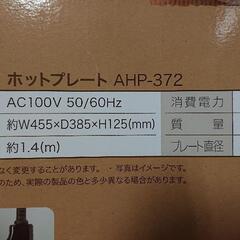 ホットプレート AHP-372
AC100V 50/60Hz 消費電力
約W455×D385×H125(mm) 質量
約1.4(m) プレート直径
なく変更することがあります。 ・写真はイメージです。
のため、実際の製品の色と多少異なる場合がありま